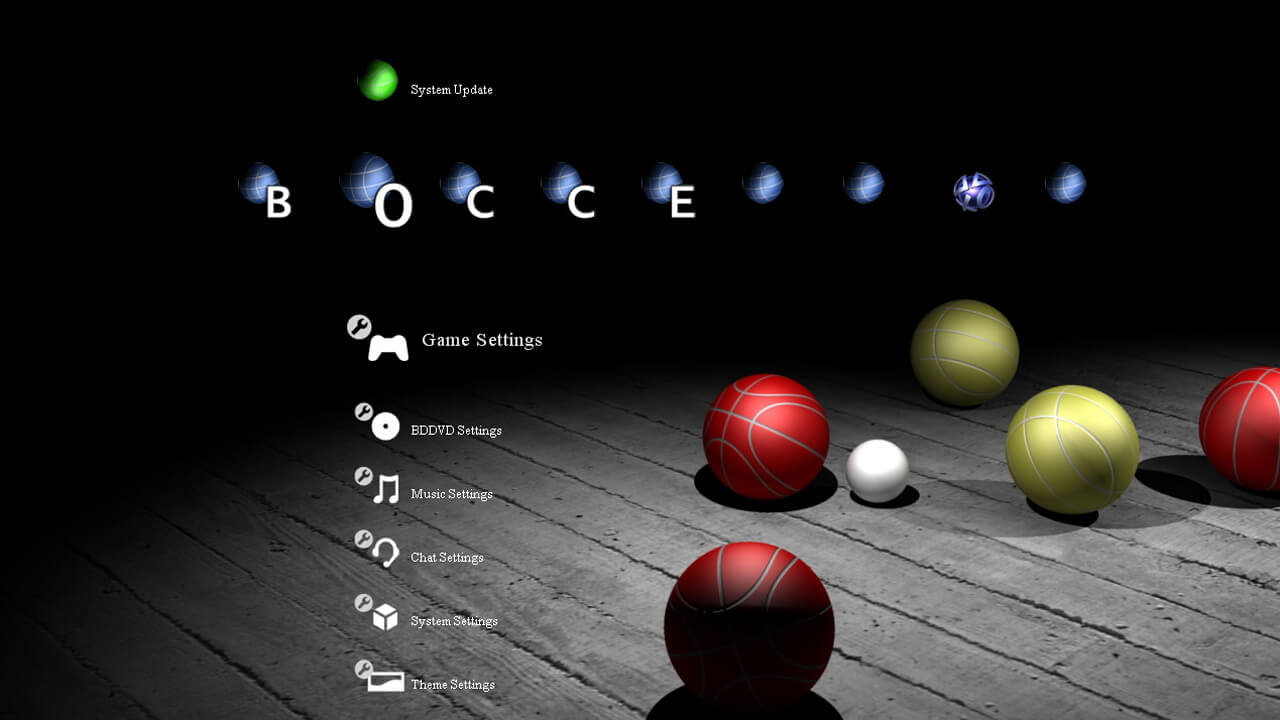 System Update
B O C C E
Game Settings
BDDVD Settings
Music Settings
Chat Settings
System Settings
Theme Settings